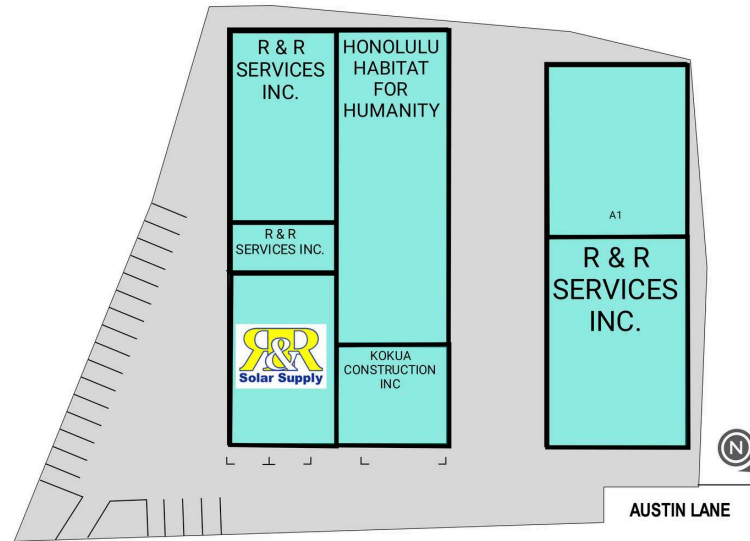 R & R
SERVICES
INC.
HONOLULU
HABITAT
FOR
HUMANITY
A1
R & R
SERVICES INC.
R & R
SERVICES
INC.
R&R
Solar Supply
KOKUA
CONSTRUCTION
INC
N
AUSTIN LANE